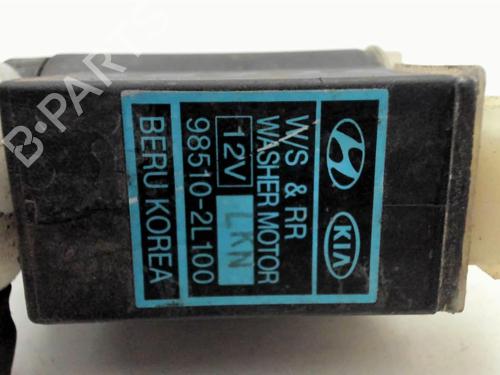 KIA
W/S & RR
WASHER MOTOR
12V LKN
98510-2L100
BERU KOREA
B-PARTS